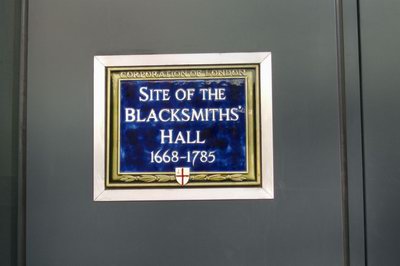 CORPORATION OF LONDON
SITE OF THE
BLACKSMITHS'
HALL
1668-1785